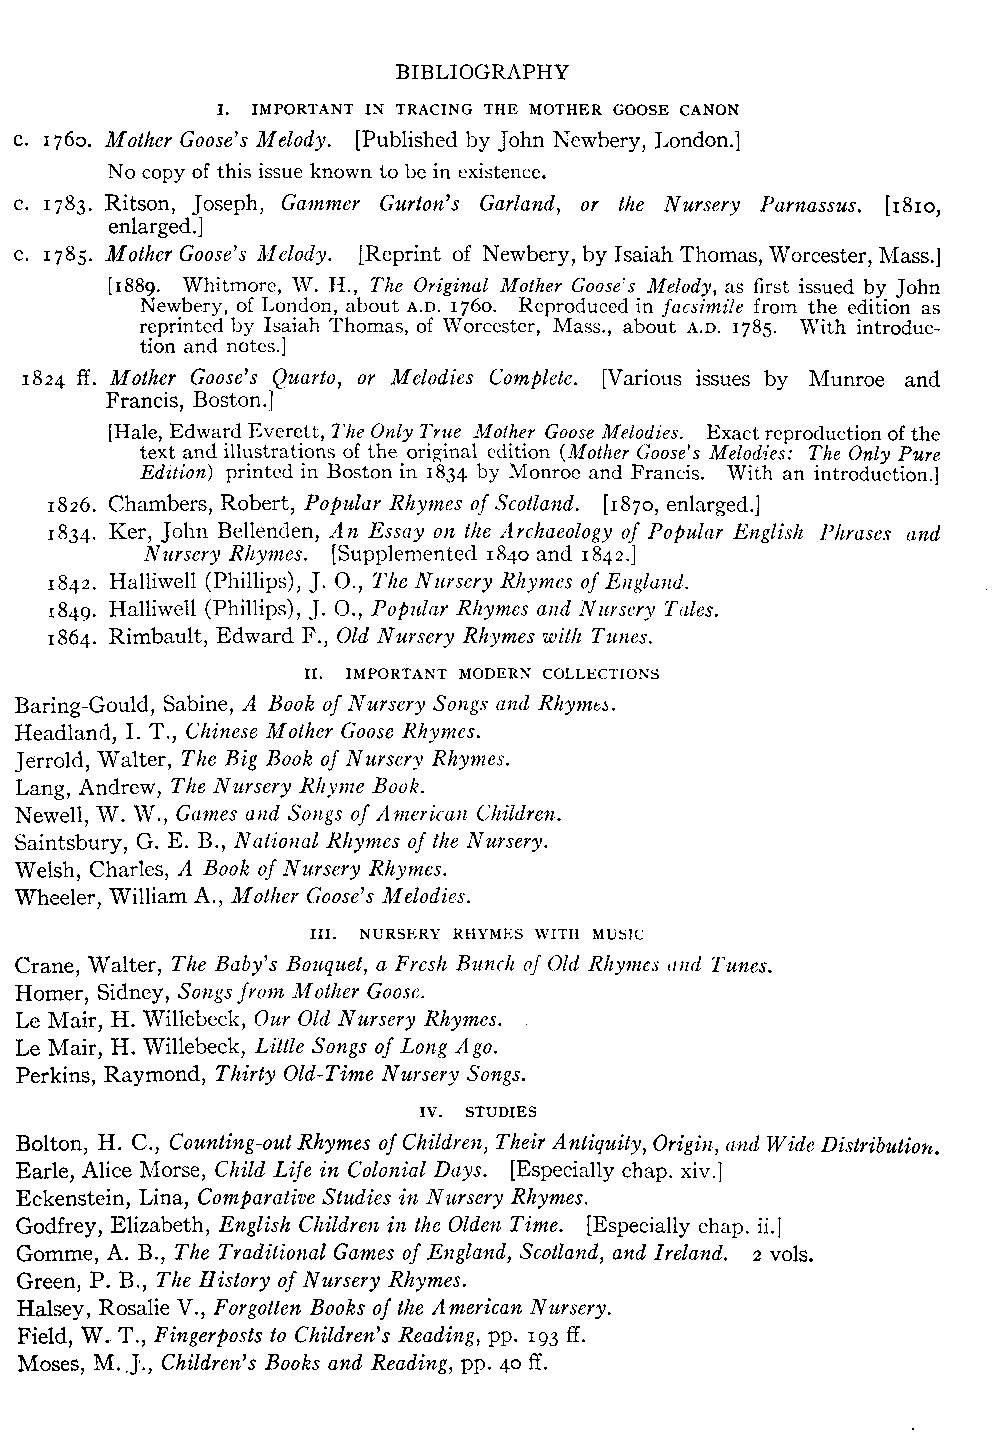 BIBLIOGRAPHY
I. IMPORTANT IN TRACING THE MOTHER GOOSE CANON
c. 1760. Mother Goose's Melody. [Published by John Newbery, London.]
No copy of this issue known to be in existence.
c. 1783. Ritson, Joseph, Gammer Gurton's Garland, or the Nursery Parnassus. [1810,
enlarged.]
c. 1785. Mother Goose's Melody. [Reprint of Newbery, by Isaiah Thomas, Worcester, Mass.]
[1889. Whitmore, W. H., The Original Mother Goose's Melody, as first issued by John
Newbery, of London, about A.D. 1760. Reproduced in facsimile from the edition as
reprinted by Isaiah Thomas, of Worcester, Mass., about A.D. 1785. With introduc-
tion and notes.]
1824 ff. Mother Goose's Quarto, or Melodies Complete. [Various issues by Munroe and
Francis, Boston.]
[Hale, Edward Everett, The Only True Mother Goose Melodies. Exact reproduction of the
text and illustrations of the original edition (Mother Goose's Melodies: The Only Pure
Edition) printed in Boston in 1834 by Monroe and Francis. With an introduction.]
1826. Chambers, Robert, Popular Rhymes of Scotland. [1870, enlarged.]
1834. Ker, John Bellenden, An Essay on the Archaeology of Popular English Phrases and
Nursery Rhymes. [Supplemented 1840 and 1842.]
1842. Halliwell (Phillips), J. O., The Nursery Rhymes of England.
1849. Halliwell (Phillips), J. O., Popular Rhymes and Nursery Tales.
1864. Rimbault, Edward F., Old Nursery Rhymes with Tunes.
II. IMPORTANT MODERN COLLECTIONS
Baring-Gould, Sabine, A Book of Nursery Songs and Rhymes.
Headland, I. T., Chinese Mother Goose Rhymes.
Jerrold, Walter, The Big Book of Nursery Rhymes.
Lang, Andrew, The Nursery Rhyme Book.
Newell, W. W., Games and Songs of American Children.
Saintsbury, G. E. B., National Rhymes of the Nursery.
Welsh, Charles, A Book of Nursery Rhymes.
Wheeler, William A., Mother Goose's Melodies.
III. NURSERY RHYMES WITH MUSIC
Crane, Walter, The Baby's Bouquet, a Fresh Bunch of Old Rhymes and Tunes.
Homer, Sidney, Songs from Mother Goose.
Le Mair, H. Willebeck, Our Old Nursery Rhymes.
Le Mair, H. Willebeck, Little Songs of Long Ago.
Perkins, Raymond, Thirty Old-Time Nursery Songs.
IV. STUDIES
Bolton, H. C., Counting-out Rhymes of Children, Their Antiquity, Origin, and Wide Distribution.
Earle, Alice Morse, Child Life in Colonial Days. [Especially chap. xiv.]
Eckenstein, Lina, Comparative Studies in Nursery Rhymes.
Godfrey, Elizabeth, English Children in the Olden Time. [Especially chap. ii.]
Gomme, A. B., The Traditional Games of England, Scotland, and Ireland. 2 vols.
Green, P. B., The History of Nursery Rhymes.
Halsey, Rosalie V., Forgotten Books of the American Nursery.
Field, W. T., Fingerposts to Children's Reading, pp. 193 ff.
Moses, M. J., Children's Books and Reading, pp. 40 ff.